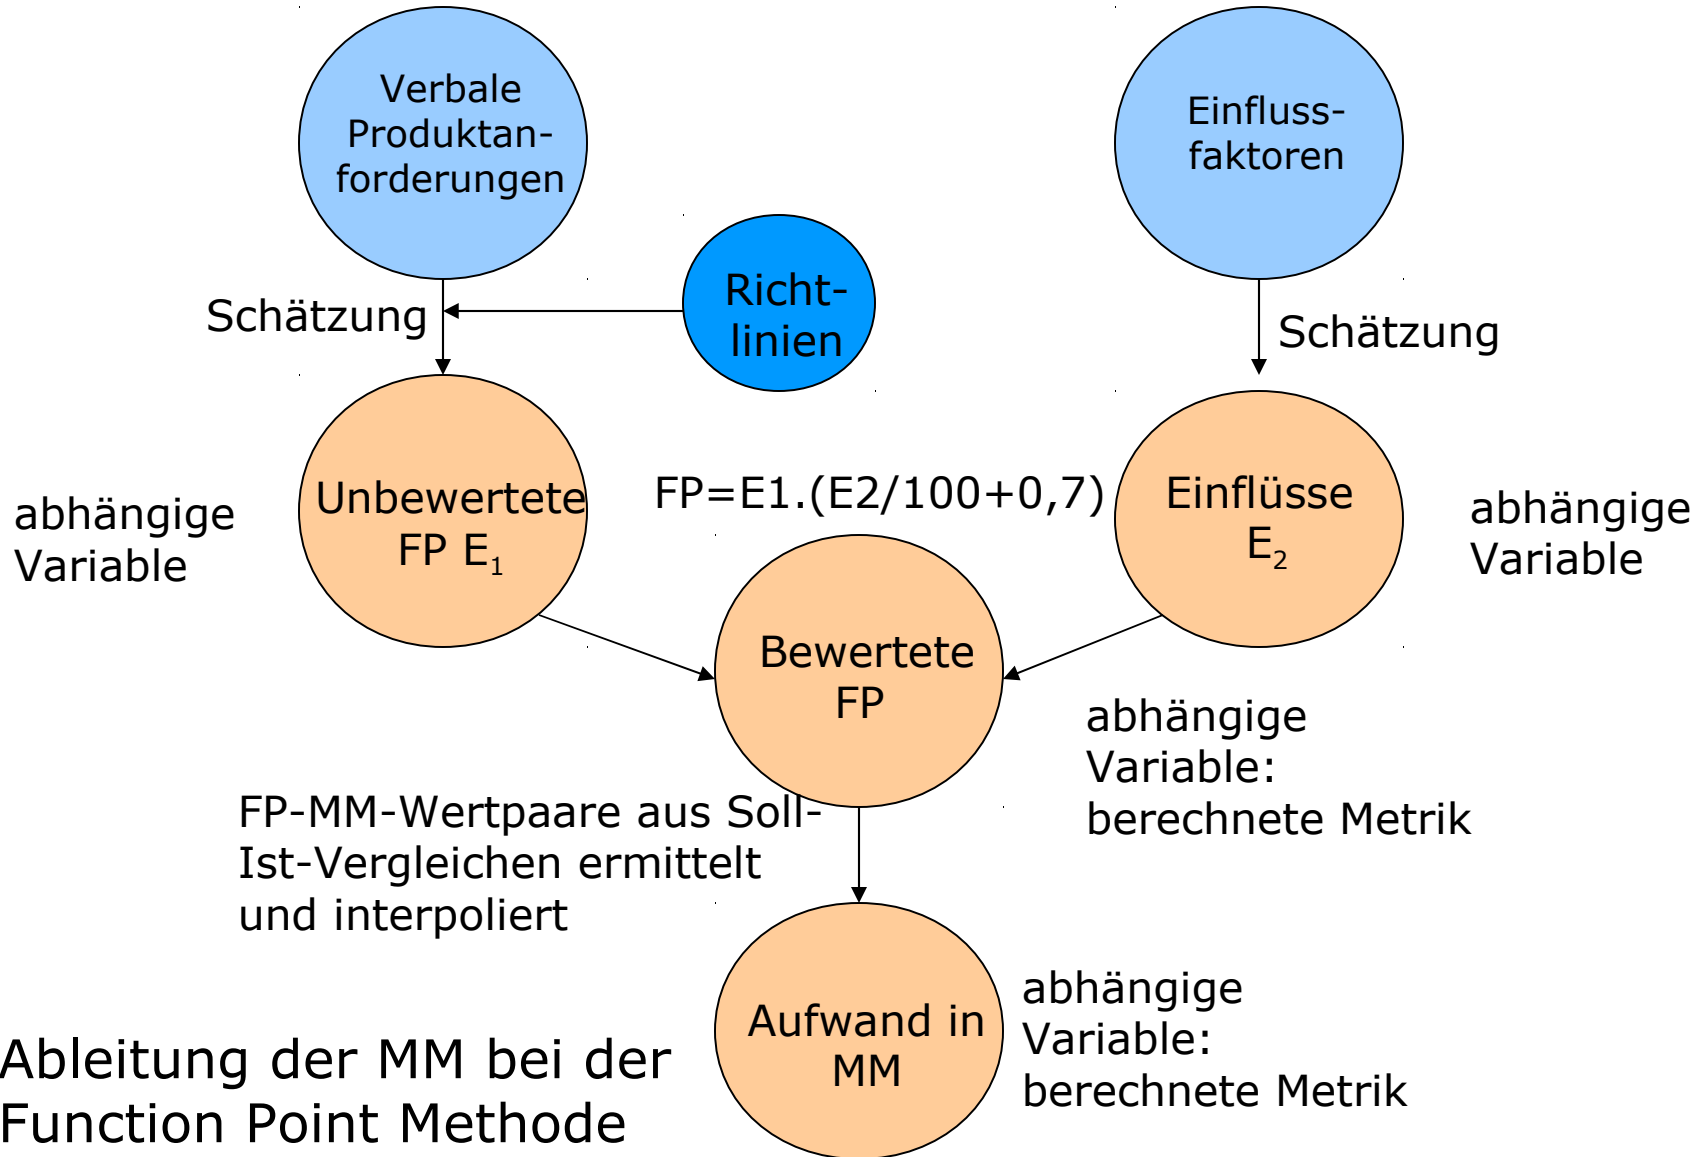 Verbale
Produktan-
forderungen
Einfluss-
faktoren
Richt-
linien
Schätzung
Schätzung
abhängige
Variable
Unbewertete
FP E₁
FP=E1.(E2/100+0,7)
Einflüsse
E₂
abhängige
Variable
Bewertete
FP
abhängige
Variable:
berechnete Metrik
FP-MM-Wertpaare aus Soll-
Ist-Vergleichen ermittelt
und interpoliert
Aufwand in
MM
abhängige
Variable:
berechnete Metrik
Ableitung der MM bei der
Function Point Methode